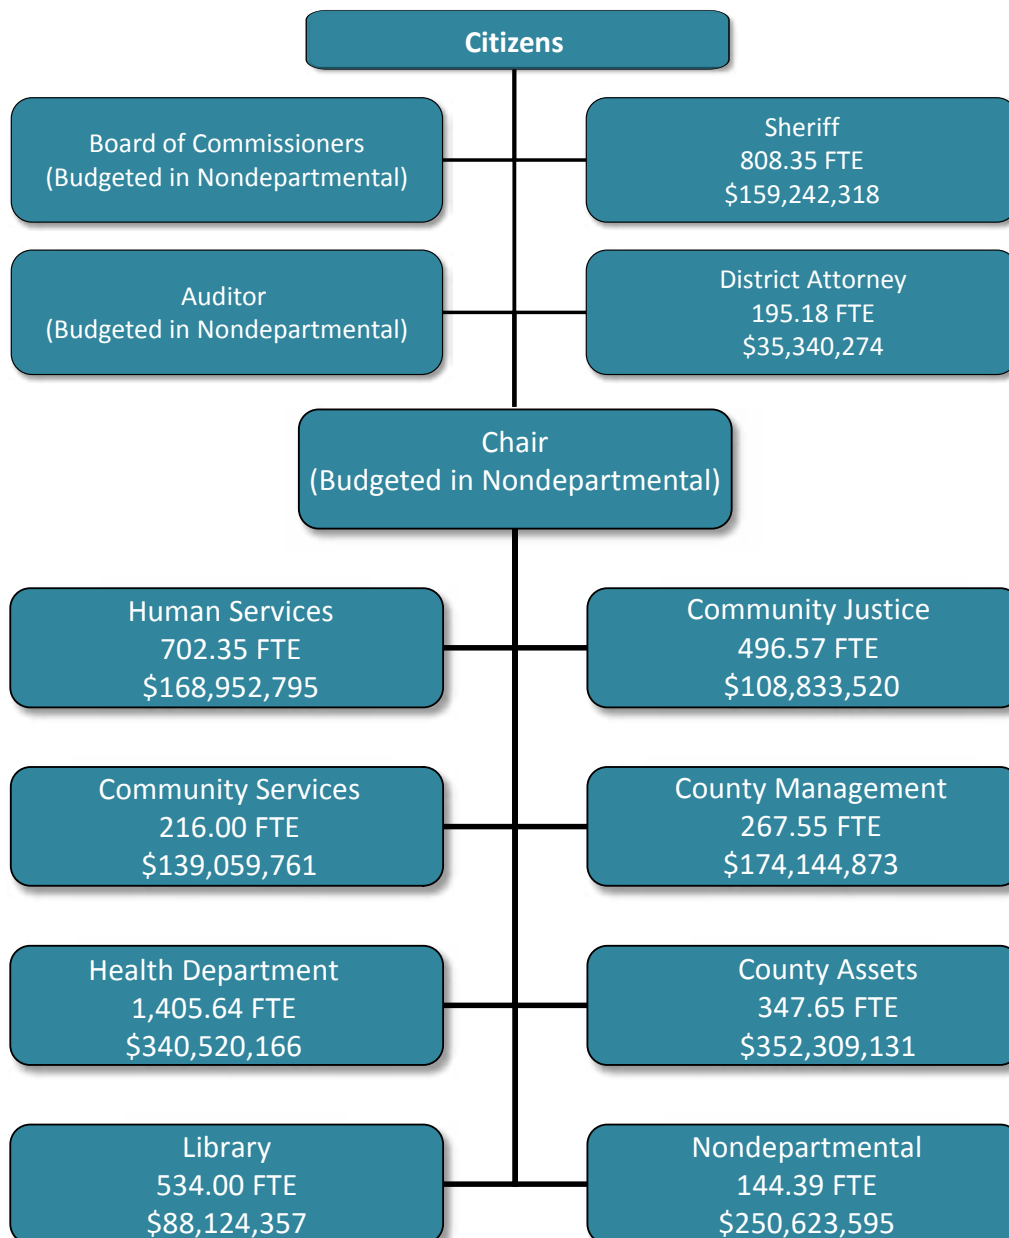 Citizens
Board of Commissioners
(Budgeted in Nondepartmental)
Sheriff
808.35 FTE
$159,242,318
Auditor
(Budgeted in Nondepartmental)
District Attorney
195.18 FTE
$35,340,274
Chair
(Budgeted in Nondepartmental)
Human Services
702.35 FTE
$168,952,795
Community Justice
496.57 FTE
$108,833,520
Community Services
216.00 FTE
$139,059,761
County Management
267.55 FTE
$174,144,873
Health Department
1,405.64 FTE
$340,520,166
County Assets
347.65 FTE
$352,309,131
Library
534.00 FTE
$88,124,357
Nondepartmental
144.39 FTE
$250,623,595